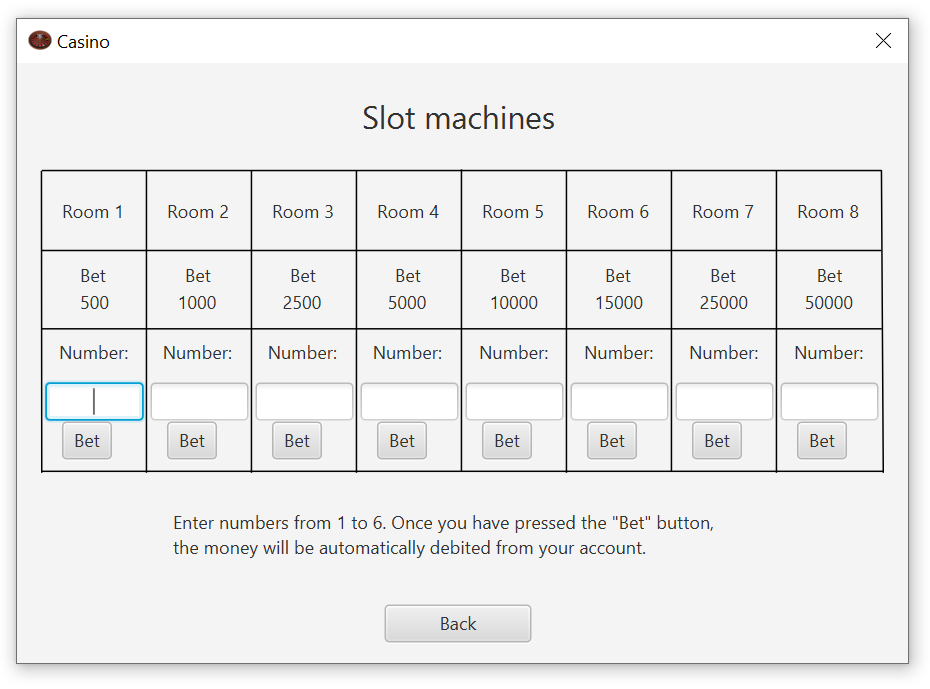 Casino
Slot machines
Room 1 Room 2 Room 3 Room 4 Room 5 Room 6 Room 7 Room 8
Bet Bet Bet Bet Bet Bet Bet Bet
500 1000 2500 5000 10000 15000 25000 50000
Number: Number: Number: Number: Number: Number: Number: Number:
Bet Bet Bet Bet Bet Bet Bet Bet
Enter numbers from 1 to 6. Once you have pressed the "Bet" button,
the money will be automatically debited from your account.
Back